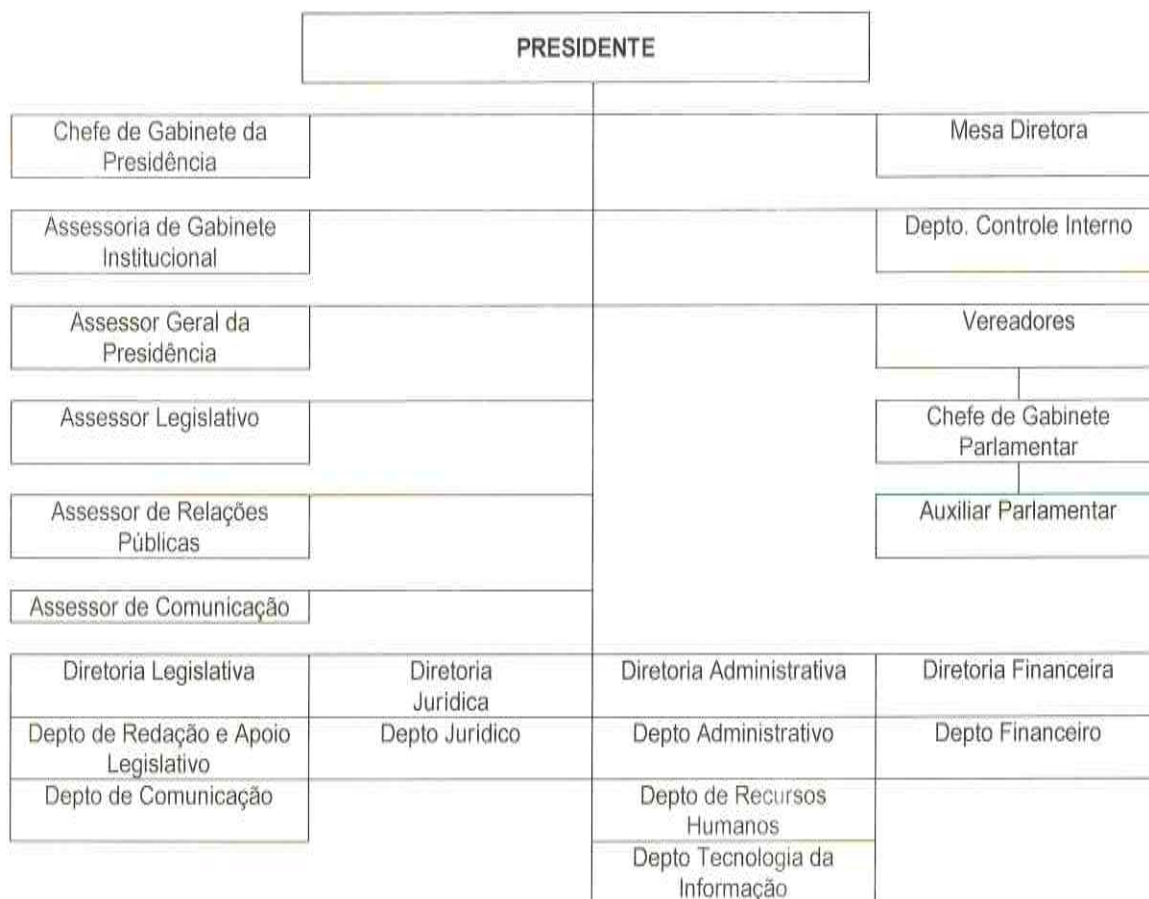 PRESIDENTE
Chefe de Gabinete da
Presidência
Mesa Diretora
Assessoria de Gabinete
Institucional
Depto. Controle Interno
Assessor Geral da
Presidência
Vereadores
Assessor Legislativo
Chefe de Gabinete
Parlamentar
Assessor de Relações
Públicas
Auxiliar Parlamentar
Assessor de Comunicação
Diretoria Legislativa
Diretoria
Jurídica
Diretoria Administrativa
Diretoria Financeira
Depto de Redação e Apoio
Legislativo
Depto Jurídico
Depto Administrativo
Depto Financeiro
Depto de Comunicação
Depto de Recursos
Humanos
Depto Tecnologia da
Informação